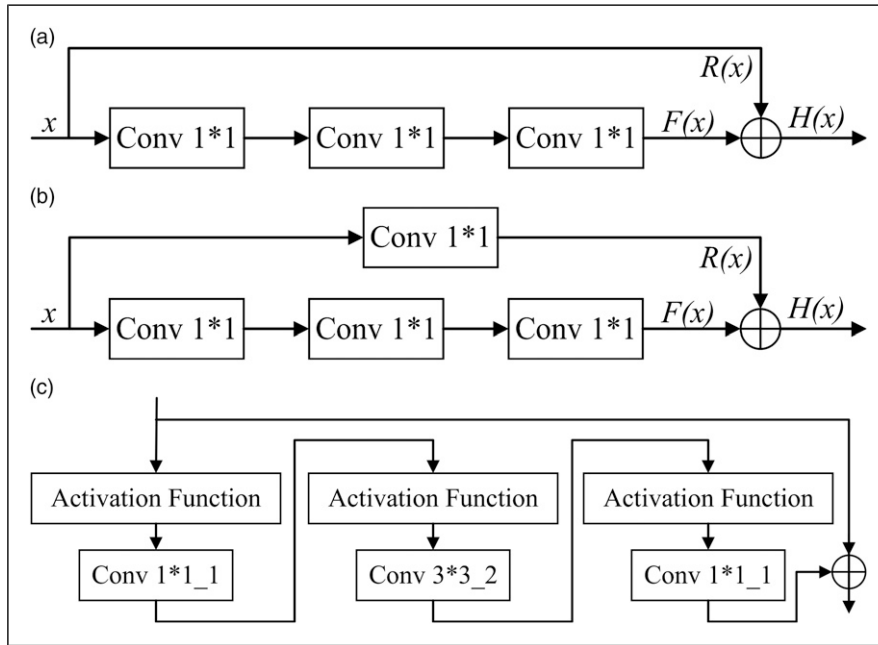 (a)
R(x)
x
Conv 1*1
Conv 1*1
Conv 1*1
F(x)
H(x)
(b)
Conv 1*1
R(x)
x
Conv 1*1
Conv 1*1
Conv 1*1
F(x)
H(x)
(c)
Activation Function
Activation Function
Activation Function
Conv 1*1_1
Conv 3*3_2
Conv 1*1_1